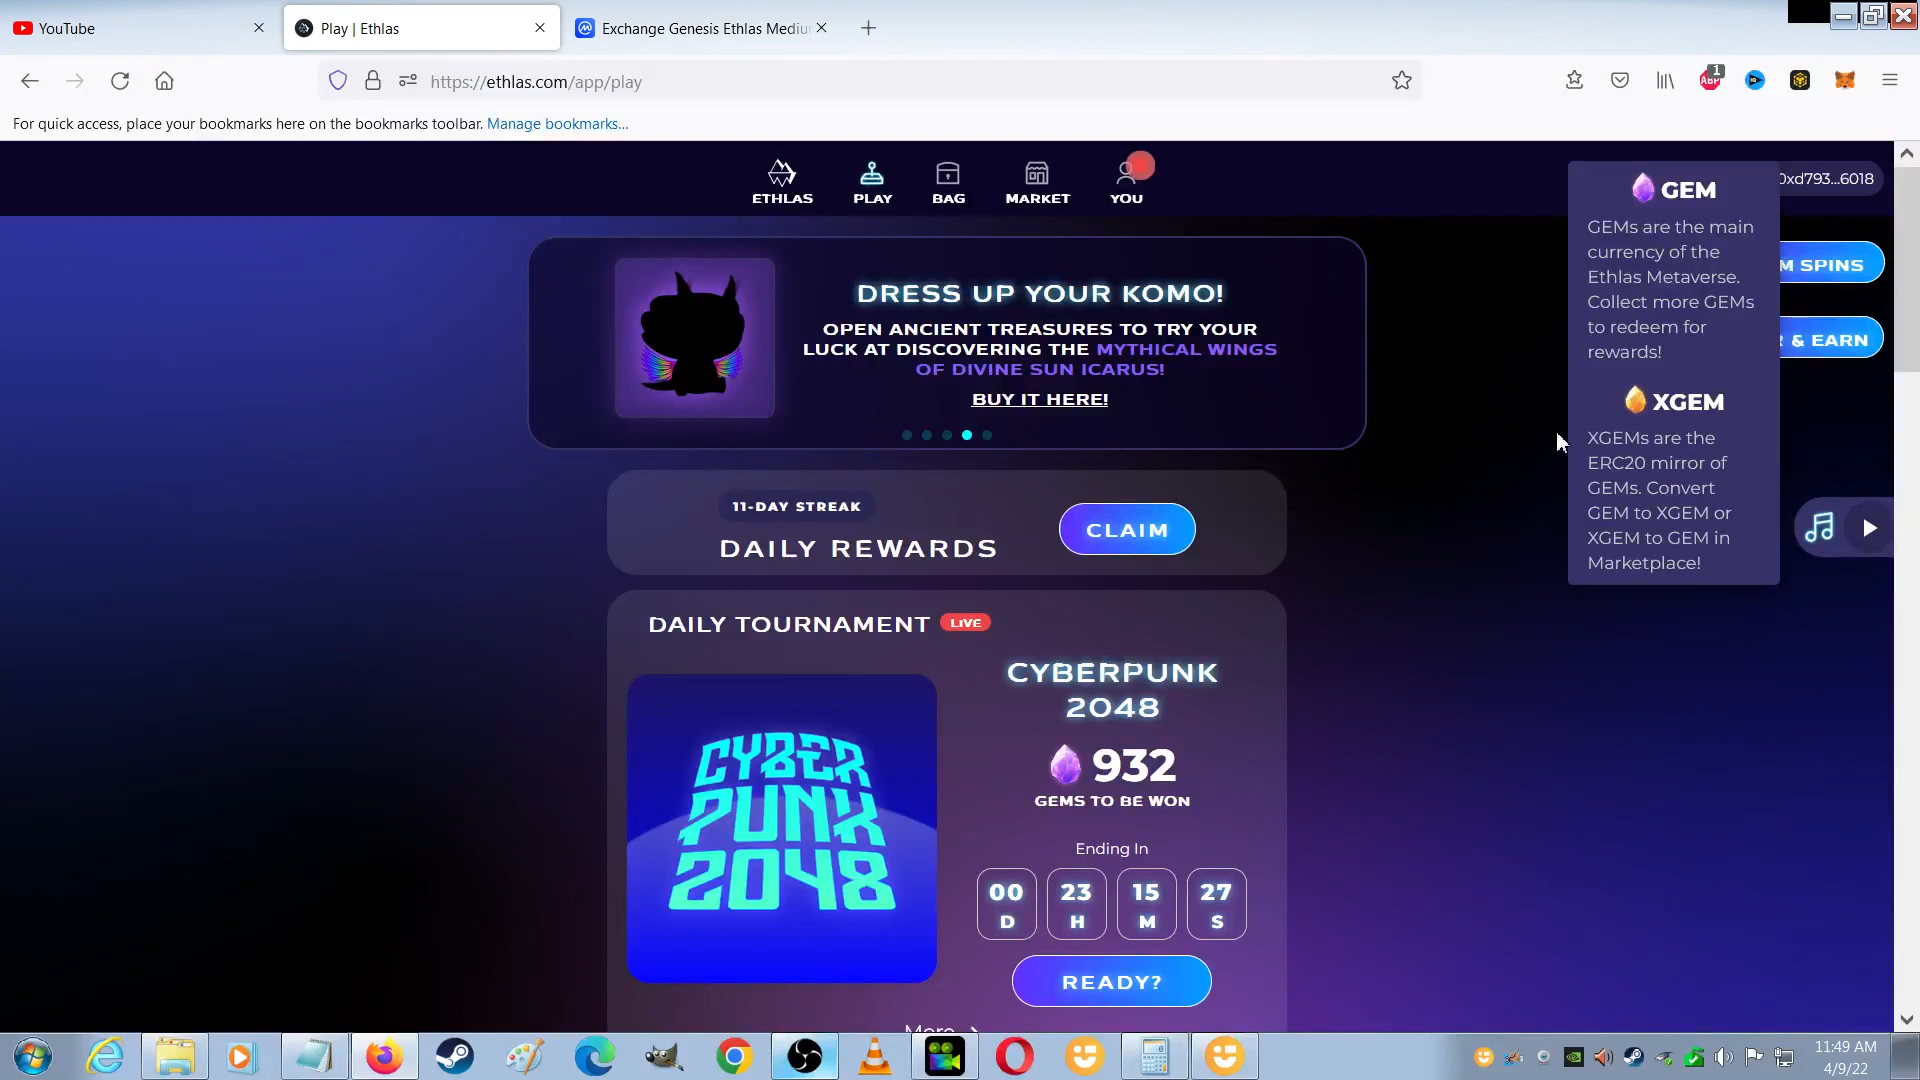 YouTube
Play | Ethlas
Exchange Genesis Ethlas Mediu
https://ethlas.com/app/play
ABP
1
For quick access, place your bookmarks here on the bookmarks toolbar. Manage bookmarks...
ETHLAS
PLAY
BAG
MARKET
YOU
0xd793...6018
GEM
GEMs are the main
currency of the
Ethlas Metaverse.
Collect more GEMs
to redeem for
rewards!
XGEM
XGEMs are the
ERC20 mirror of
GEMs. Convert
GEM to XGEM or
XGEM to GEM in
Marketplace!
M SPINS
& EARN
DRESS UP YOUR KOMO!
OPEN ANCIENT TREASURES TO TRY YOUR
LUCK AT DISCOVERING THE MYTHICAL WINGS
OF DIVINE SUN ICARUS!
BUY IT HERE!
11-DAY STREAK
DAILY REWARDS
CLAIM
DAILY TOURNAMENT LIVE
CYBER
PUNK
2048
CYBERPUNK
2048
932
GEMS TO BE WON
Ending In
00 23 15 27
D H M S
READY?
More
11:49 AM
4/9/22